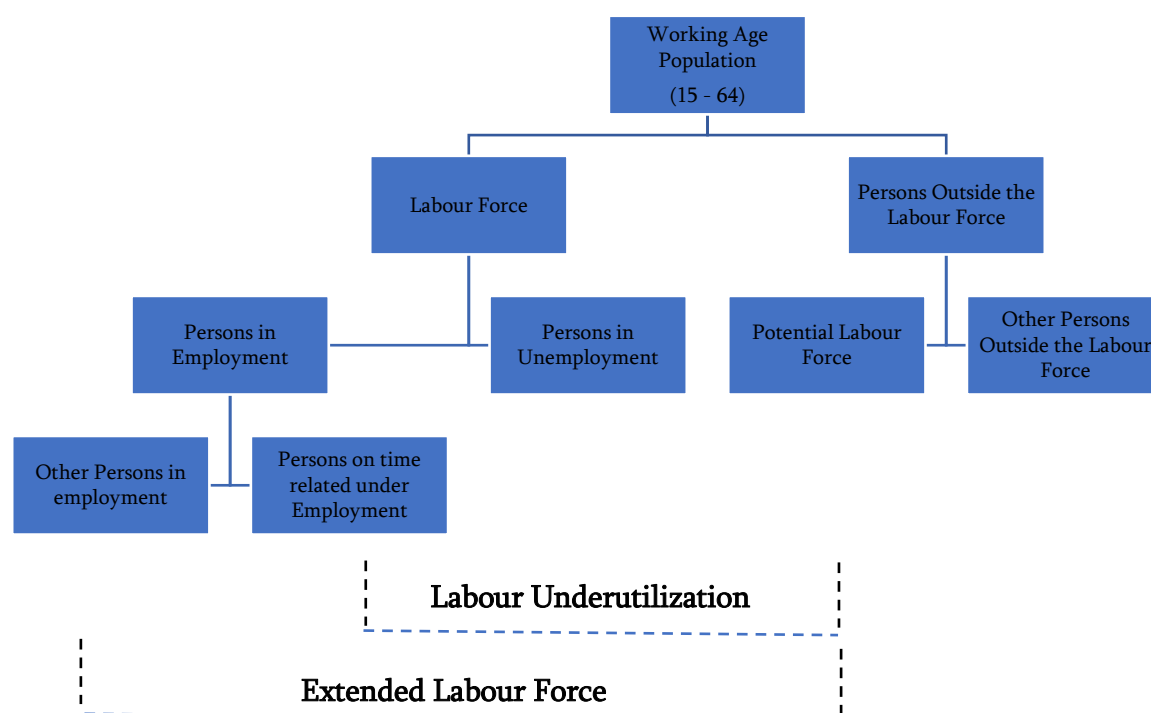 Working Age
Population
(15 - 64)
Labour Force
Persons Outside the
Labour Force
Persons in
Employment
Persons in
Unemployment
Potential Labour
Force
Other Persons
Outside the Labour
Force
Other Persons in
employment
Persons on time
related under
Employment
Labour Underutilization
Extended Labour Force